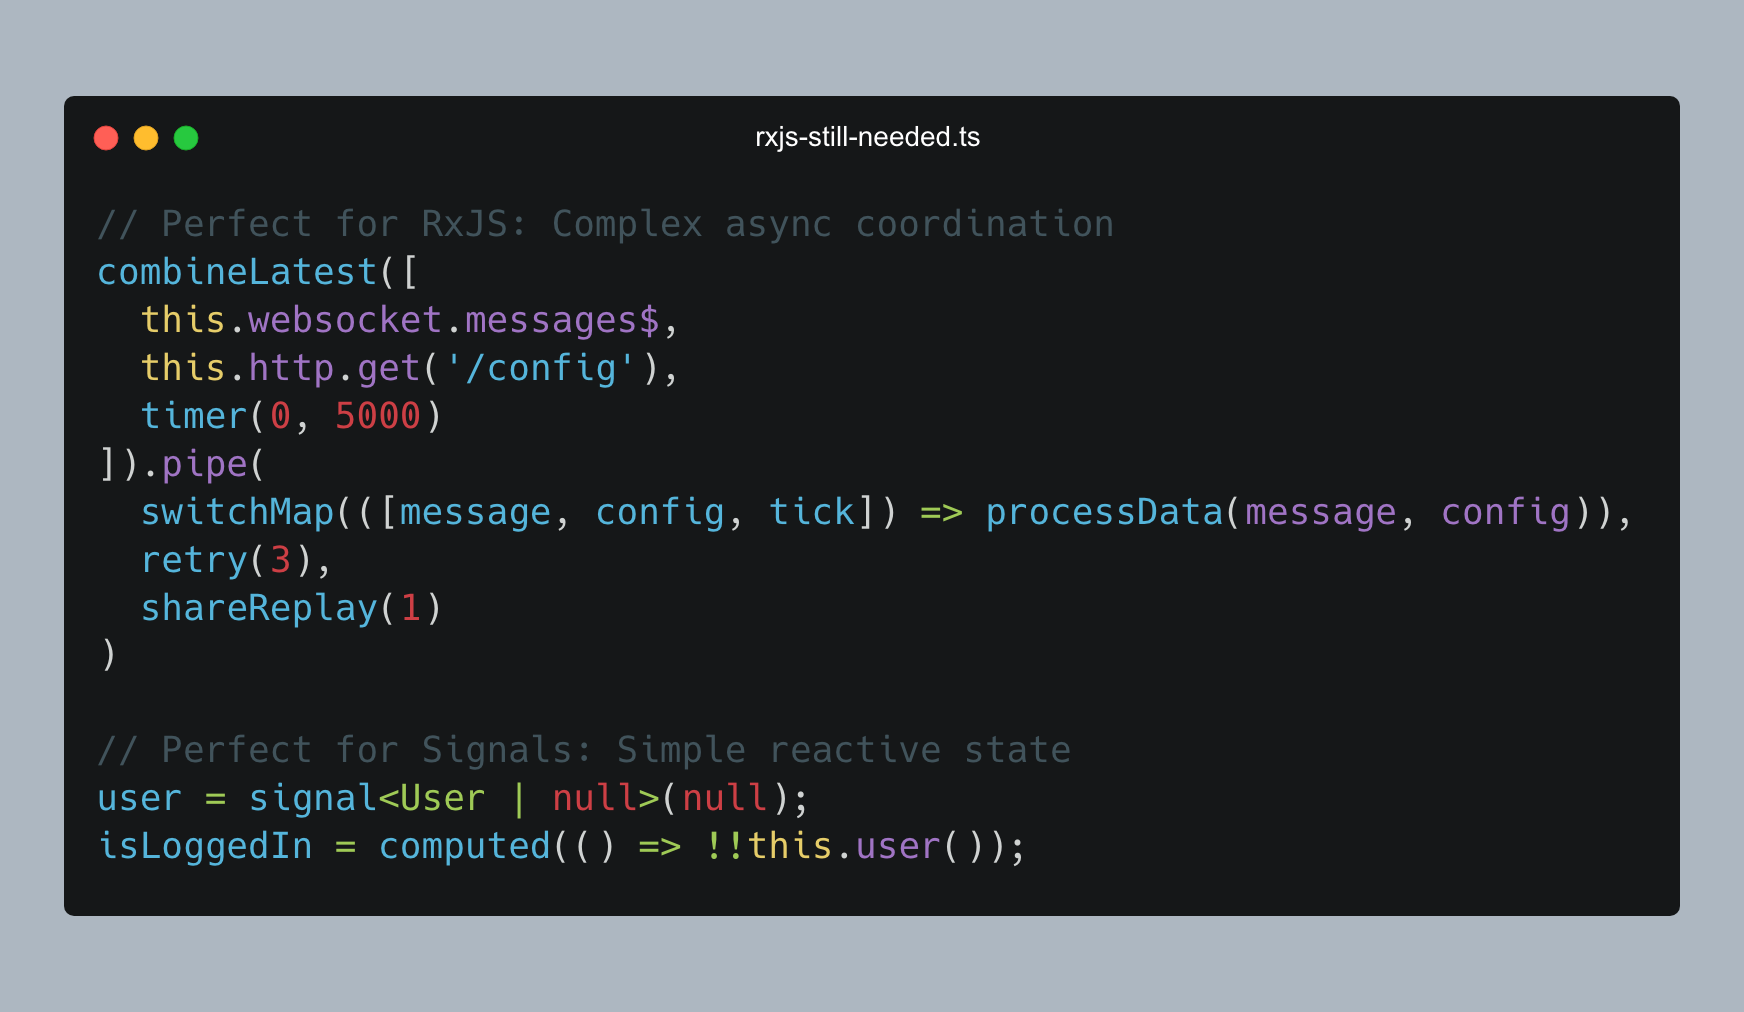 rxjs-still-needed.ts
// Perfect for RxJS: Complex async coordination
combineLatest([
  this.websocket.messages$,
  this.http.get('/config'),
  timer(0, 5000)
]).pipe(
  switchMap(([message, config, tick]) => processData(message, config)),
  retry(3),
  shareReplay(1)
)
// Perfect for Signals: Simple reactive state
user = signal<User | null>(null);
isLoggedIn = computed(() => !!this.user());